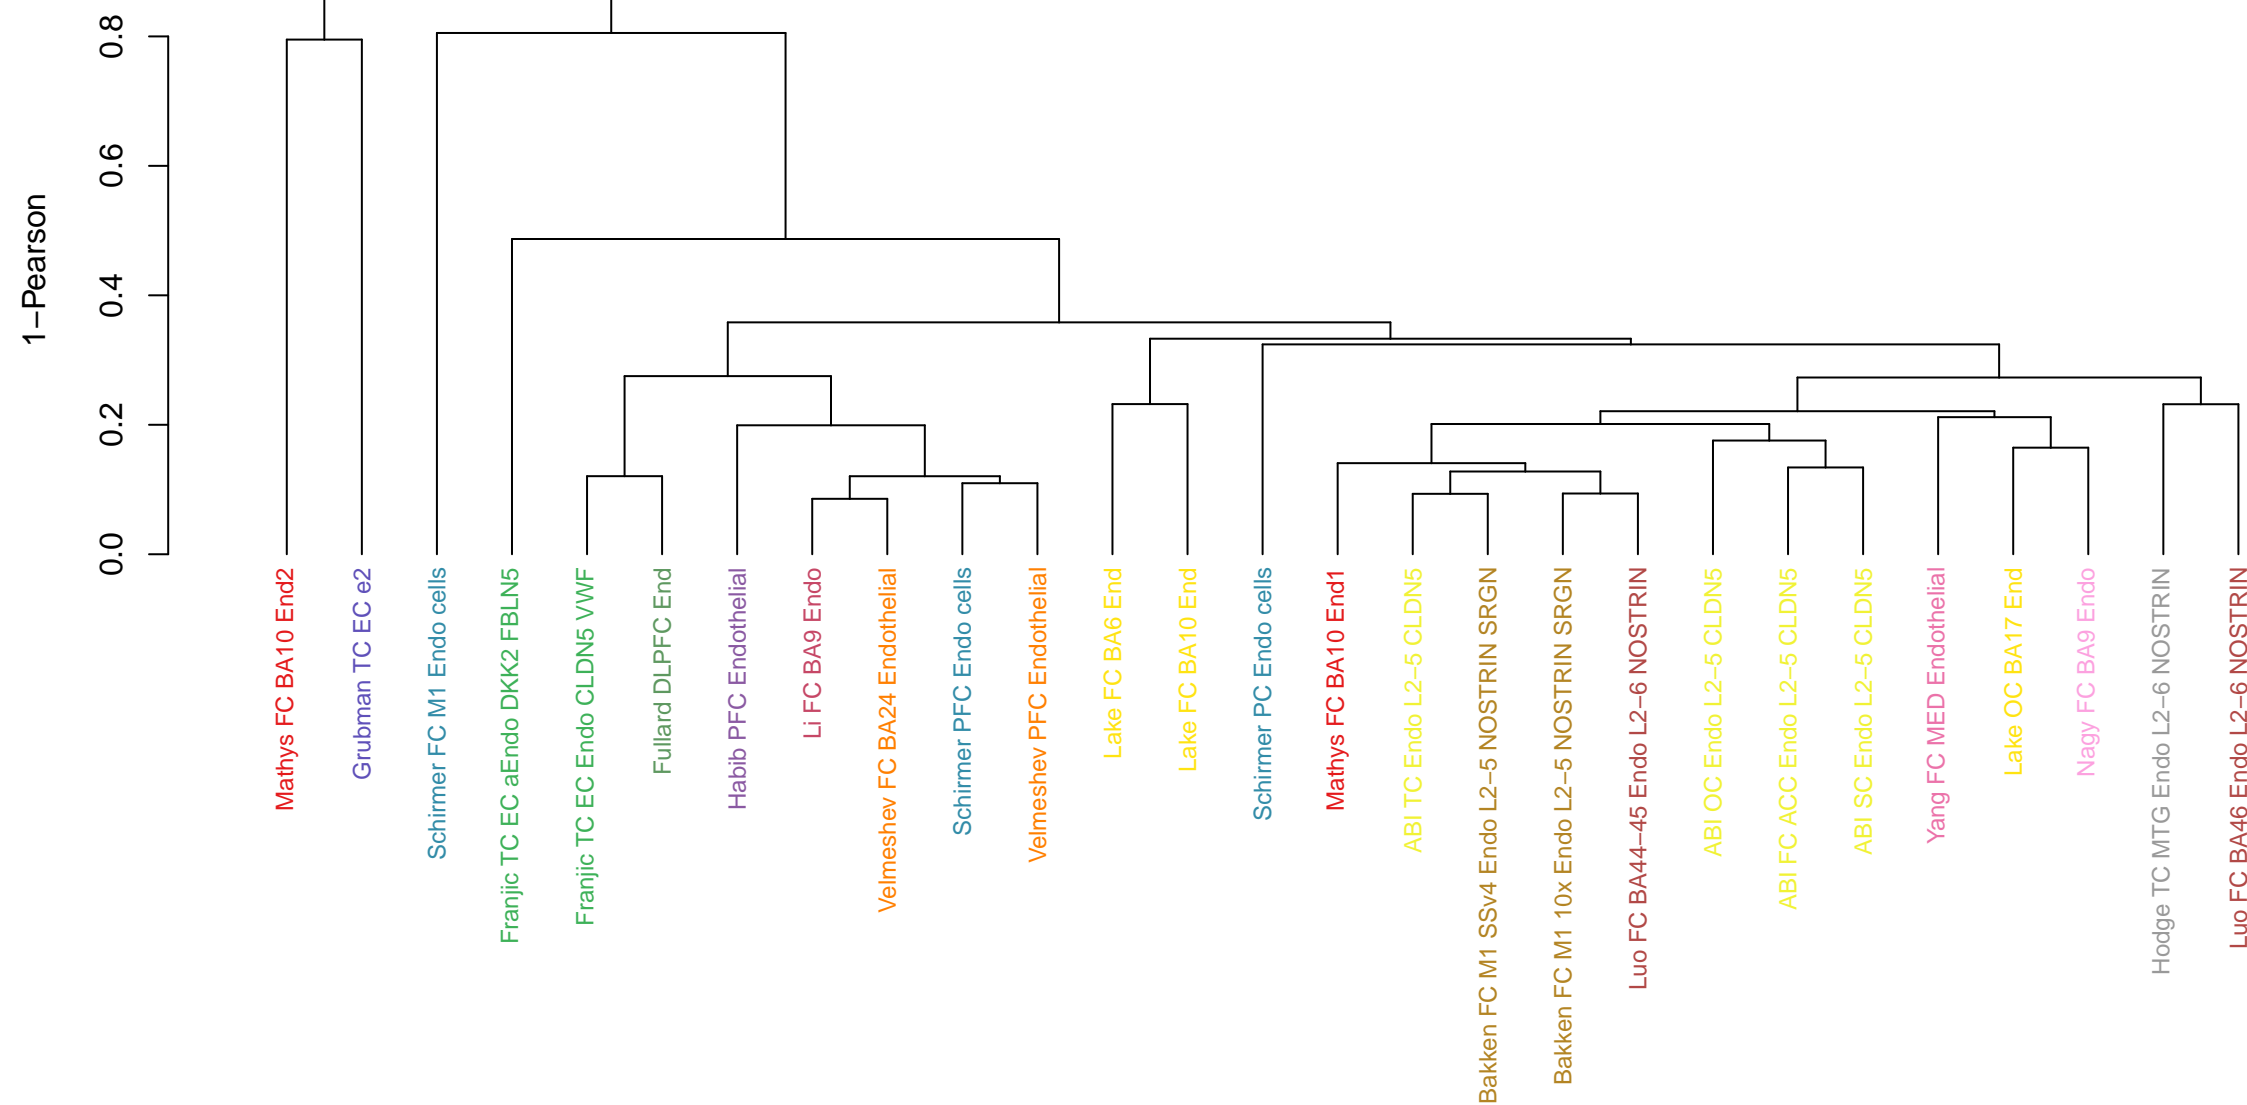 1−Pearson
0.8
0.6
0.4
0.2
0.0
Mathys FC BA10 End2
Grubman TC EC e2
Schirmer FC M1 Endo cells
Franjic TC EC aEndo DKK2 FBLN5
Franjic TC EC Endo CLDN5 VWF
Fullard DLPFC End
Habib PFC Endothelial
Li FC BA9 Endo
Velmeshev FC BA24 Endothelial
Schirmer PFC Endo cells
Velmeshev PFC Endothelial
Lake FC BA6 End
Lake FC BA10 End
Schirmer PC Endo cells
Mathys FC BA10 End1
ABI TC Endo L2−5 CLDN5
Bakken FC M1 SSv4 Endo L2−5 NOSTRIN SRGN
Bakken FC M1 10x Endo L2−5 NOSTRIN SRGN
Luo FC BA44−45 Endo L2−6 NOSTRIN
ABI OC Endo L2−5 CLDN5
ABI FC ACC Endo L2−5 CLDN5
ABI SC Endo L2−5 CLDN5
Yang FC MED Endothelial
Lake OC BA17 End
Nagy FC BA9 Endo
Hodge TC MTG Endo L2−6 NOSTRIN
Luo FC BA46 Endo L2−6 NOSTRIN